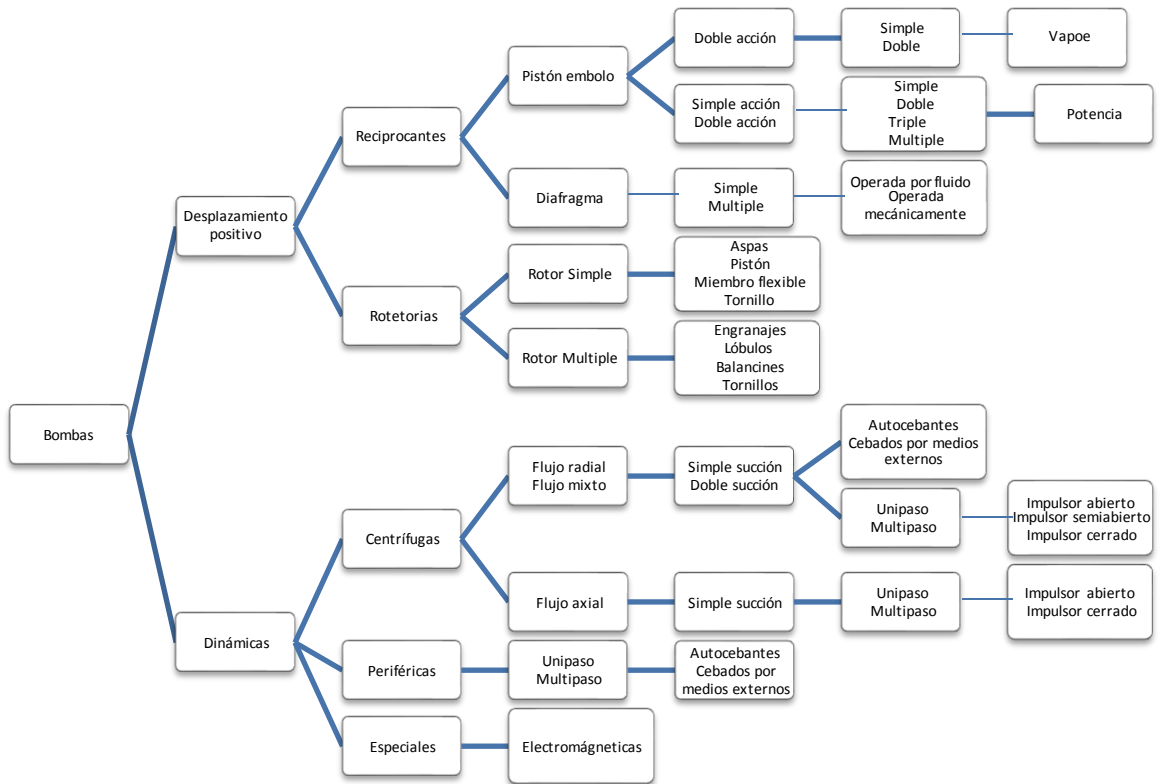 Bombas
Desplazamiento
positivo
Reciprocantes
Pistón embolo
Doble acción
Simple
Doble
Vapoe
Simple acción
Doble acción
Simple
Doble
Triple
Multiple
Potencia
Diafragma
Simple
Multiple
Operada por fluido
Operada
mecánicamente
Rotetorias
Rotor Simple
Aspas
Pistón
Miembro flexible
Tornillo
Rotor Multiple
Engranajes
Lóbulos
Balancines
Tornillos
Dinámicas
Centrífugas
Flujo radial
Flujo mixto
Simple succión
Doble succión
Autocebantes
Cebados por medios
externos
Unipaso
Multipaso
Impulsor abierto
Impulsor semiabierto
Impulsor cerrado
Flujo axial
Simple succión
Unipaso
Multipaso
Impulsor abierto
Impulsor cerrado
Periféricas
Unipaso
Multipaso
Autocebantes
Cebados por
medios externos
Especiales
Electromágneticas